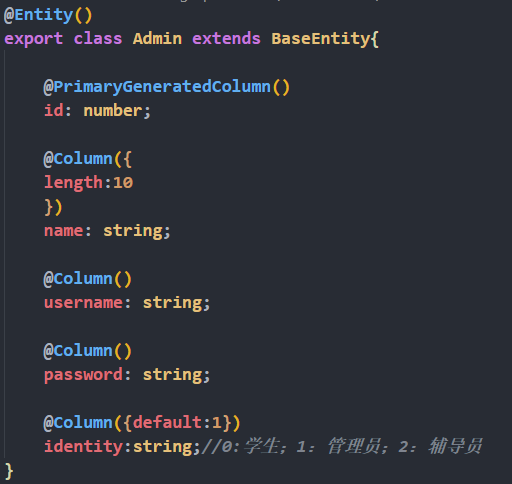 @Entity()
export class Admin extends BaseEntity{
@PrimaryGeneratedColumn()
id: number;
@Column({
length:10
})
name: string;
@Column()
username: string;
@Column()
password: string;
@Column({default:1})
identity:string;//0:学生；1：管理员；2：辅导员
}